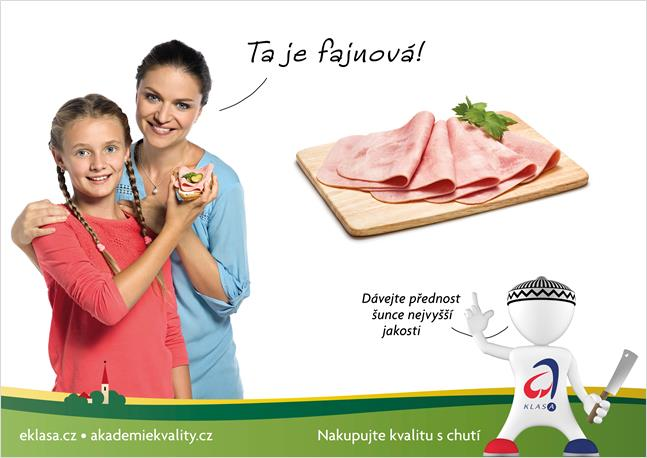 Ta je fajnová!
Dávejte přednost
šunce nejvyšší
jakosti
KLASA
eklasa.cz • akademiekvality.cz
Nakupujte kvalitu s chutí